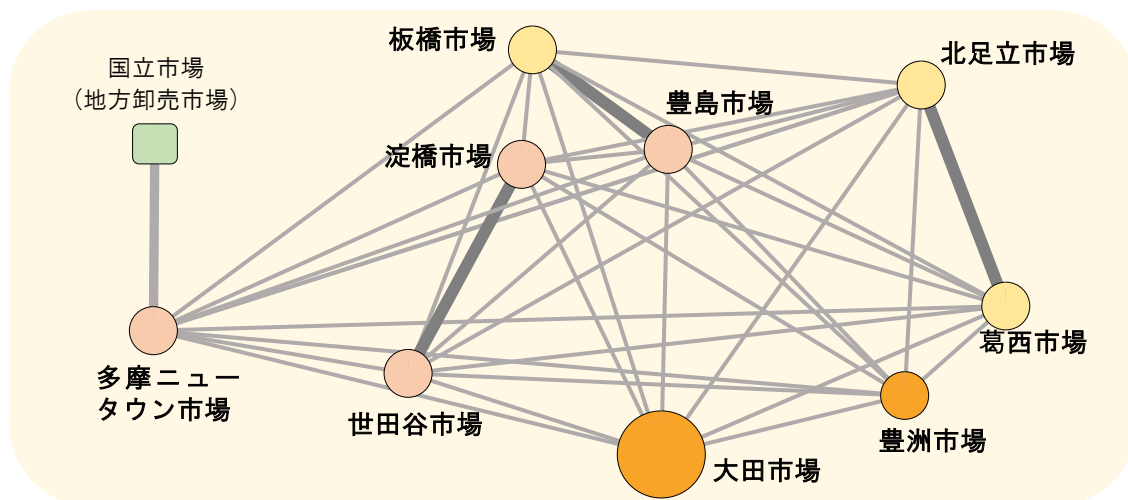 板橋市場
北足立市場
国立市場
（地方卸売市場）
豊島市場
淀橋市場
葛西市場
多摩ニュー
タウン市場
世田谷市場
豊洲市場
大田市場